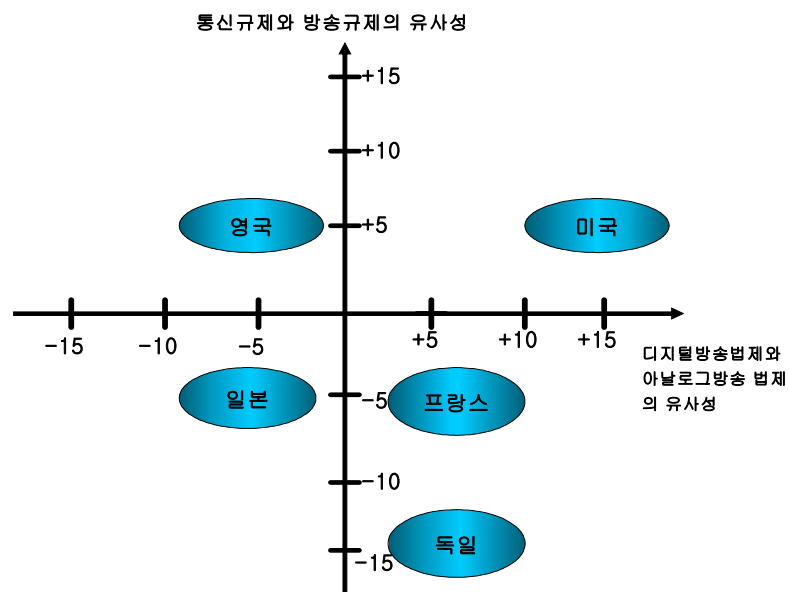 통신규제와 방송규제의 유사성
+15
+10
+5
영국
미국
-15
-10
-5
+5
+10
+15
디지털방송법제와
아날로그방송 법제
의 유사성
일본
-5
프랑스
-10
독일
-15